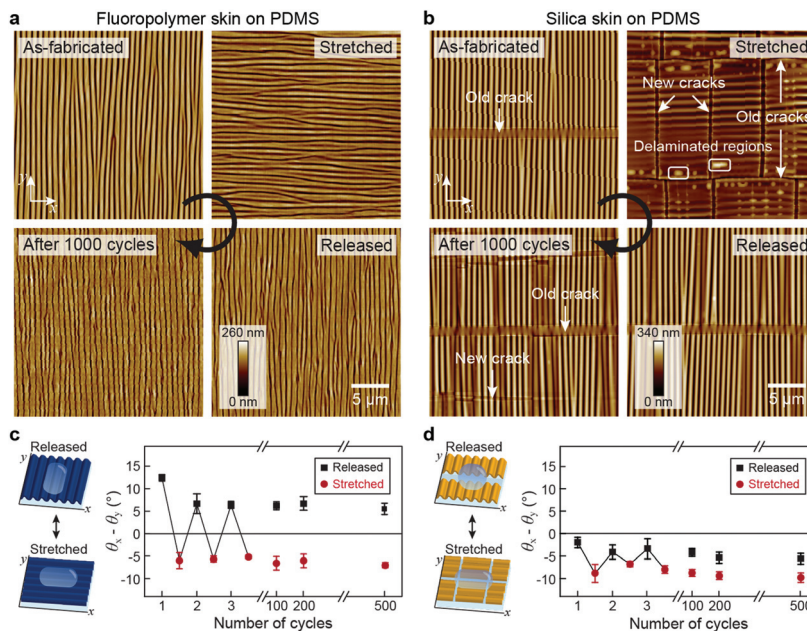 a Fluoropolymer skin on PDMS
As-fabricated
Stretched
y
x
After 1000 cycles
Released
260 nm
0 nm
5 μm
b Silica skin on PDMS
As-fabricated
Stretched
Old crack
New cracks
Old cracks
Delaminated regions
y
x
After 1000 cycles
Released
Old crack
New crack
340 nm
0 nm
5 μm
c
Released
y
x
Stretched
y
x
θx - θy (°)
15
10
5
0
-5
-10
Released
Stretched
1 2 3 100 200 500
Number of cycles
d
Released
y
x
Stretched
y
x
θx - θy (°)
15
10
5
0
-5
-10
Released
Stretched
1 2 3 100 200 500
Number of cycles